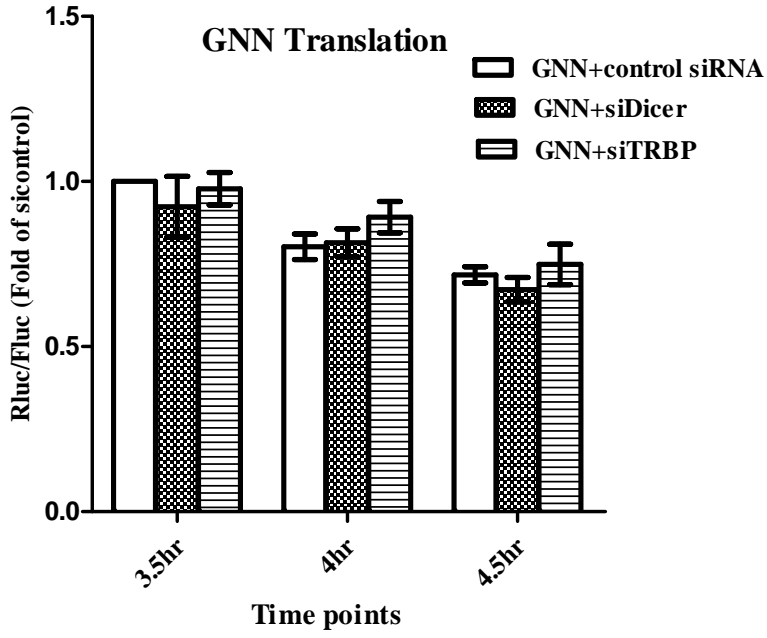 GNN Translation
GNN+control siRNA
GNN+siDicer
GNN+siTRBP
Rluc/Fluc (Fold of sicontrol)
1.5
1.0
0.5
0.0
3.5hr
4hr
4.5hr
Time points